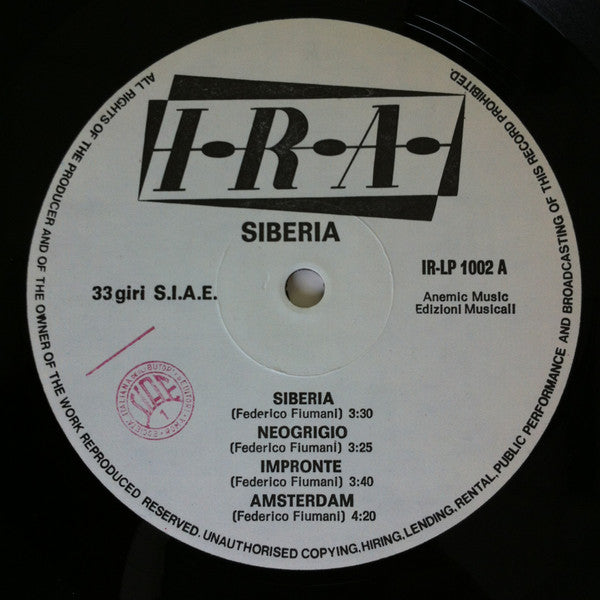 I·R·A·
SIBERIA
33 giri S.I.A.E.
IR-LP 1002 A
Anemic Music
Edizioni Musicali
SIBERIA
(Federico Fiumani) 3:30
NEOGRIGIO
(Federico Fiumani) 3:25
IMPRONTE
(Federico Fiumani) 3:40
AMSTERDAM
(Federico Fiumani) 4:20
ALL RIGHTS OF THE PRODUCER AND OF THE OWNER OF THE WORK REPRODUCED RESERVED. UNAUTHORISED COPYING, HIRING, LENDING, RENTAL, PUBLIC PERFORMANCE AND BROADCASTING OF THIS RECORD PROHIBITED.
SIAE
1